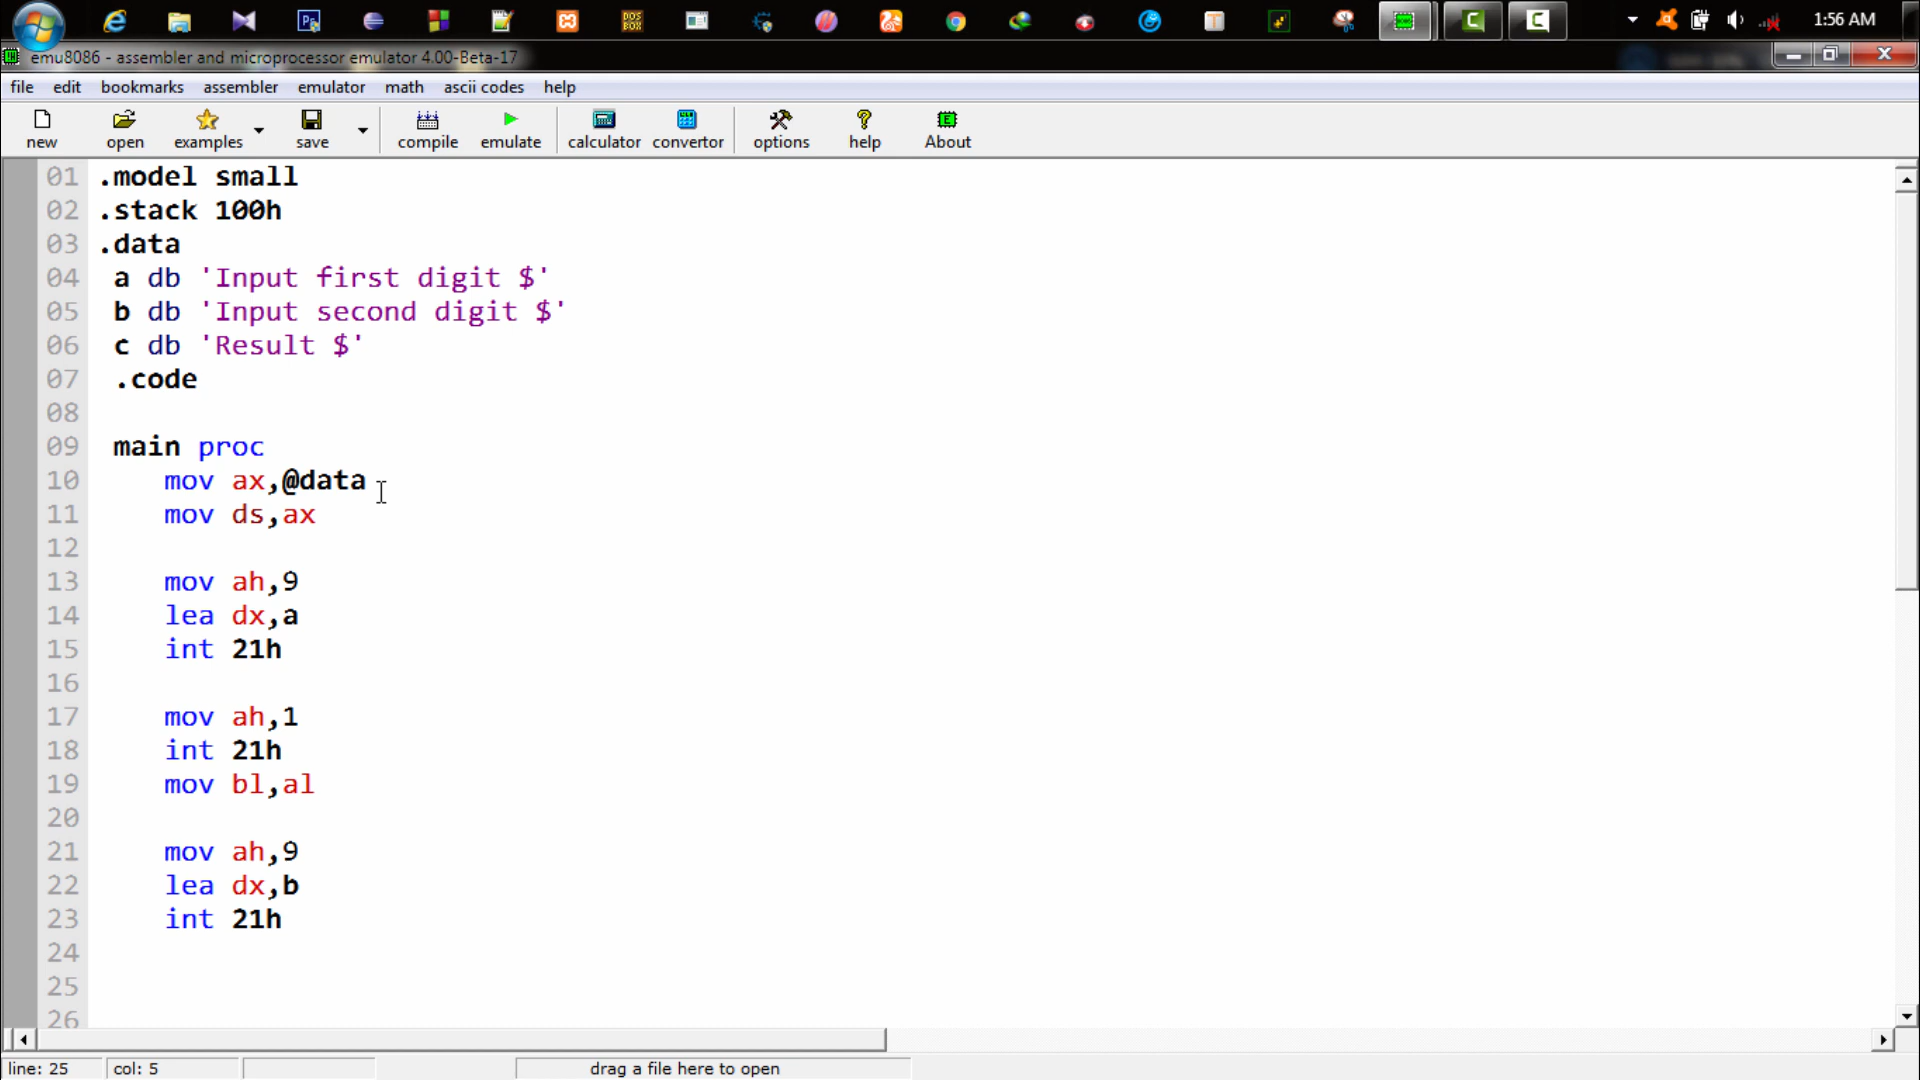 Ps
DOS
BOX
T
C
C
1:56 AM
emu8086 - assembler and microprocessor emulator 4.00-Beta-17
file edit bookmarks assembler emulator math ascii codes help
new open examples save compile emulate calculator convertor options help About
01 .model small
02 .stack 100h
03 .data
04 a db 'Input first digit $'
05 b db 'Input second digit $'
06 c db 'Result $'
07 .code
08
09 main proc
10 mov ax,@data
11 mov ds,ax
12
13 mov ah,9
14 lea dx,a
15 int 21h
16
17 mov ah,1
18 int 21h
19 mov bl,al
20
21 mov ah,9
22 lea dx,b
23 int 21h
24
25
26
line: 25 col: 5 drag a file here to open